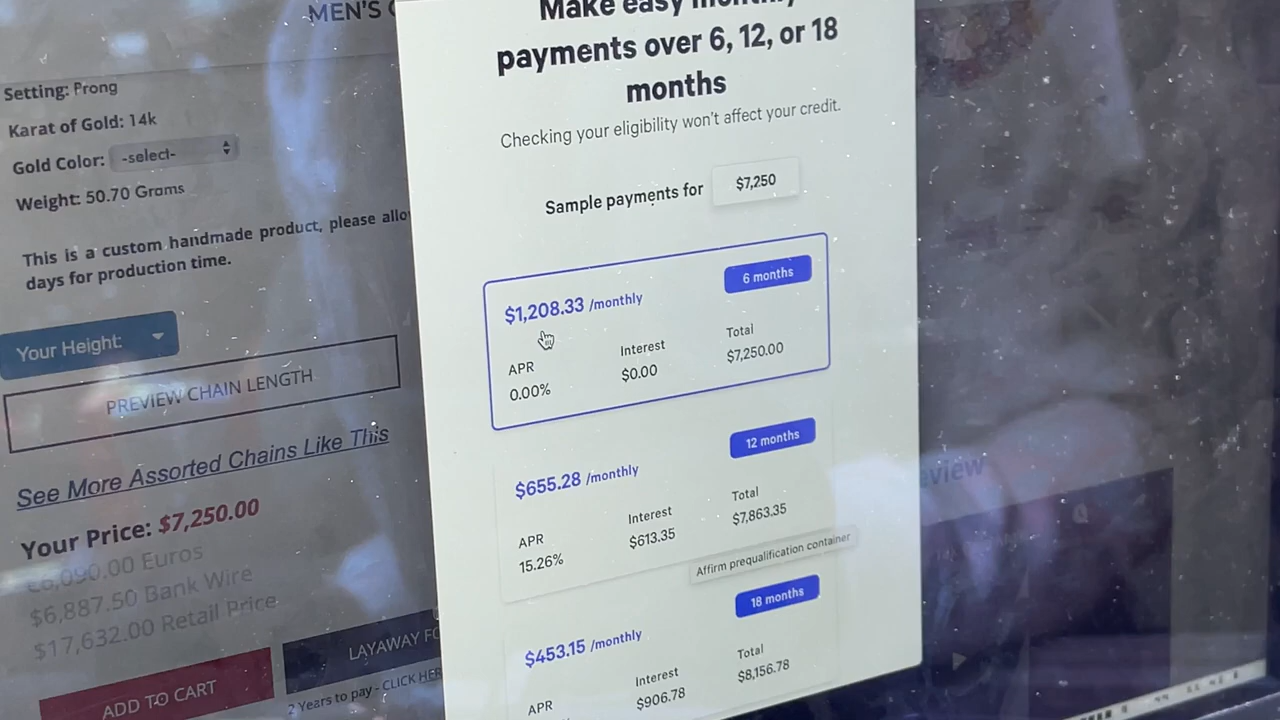 MEN'S
Setting: Prong
Karat of Gold: 14k
Gold Color: -select-
Weight: 50.70 Grams
This is a custom handmade product, please allo
days for production time.
Your Height:
PREVIEW CHAIN LENGTH
See More Assorted Chains Like This
Your Price: $7,250.00
€6,090.00 Euros
$6,887.50 Bank Wire
$17,632.00 Retail Price
ADD TO CART
LAYAWAY FO
2 Years to pay - CLICK HER
Make easy monthly
payments over 6, 12, or 18
months
Checking your eligibility won't affect your credit.
Sample payments for $7,250
6 months
$1,208.33 /monthly
APR Interest Total
0.00% $0.00 $7,250.00
12 months
$655.28 /monthly
APR Interest Total
15.26% $613.35 $7,863.35
Affirm prequalification container
18 months
$453.15 /monthly
APR Interest Total
$906.78 $8,156.78
eview